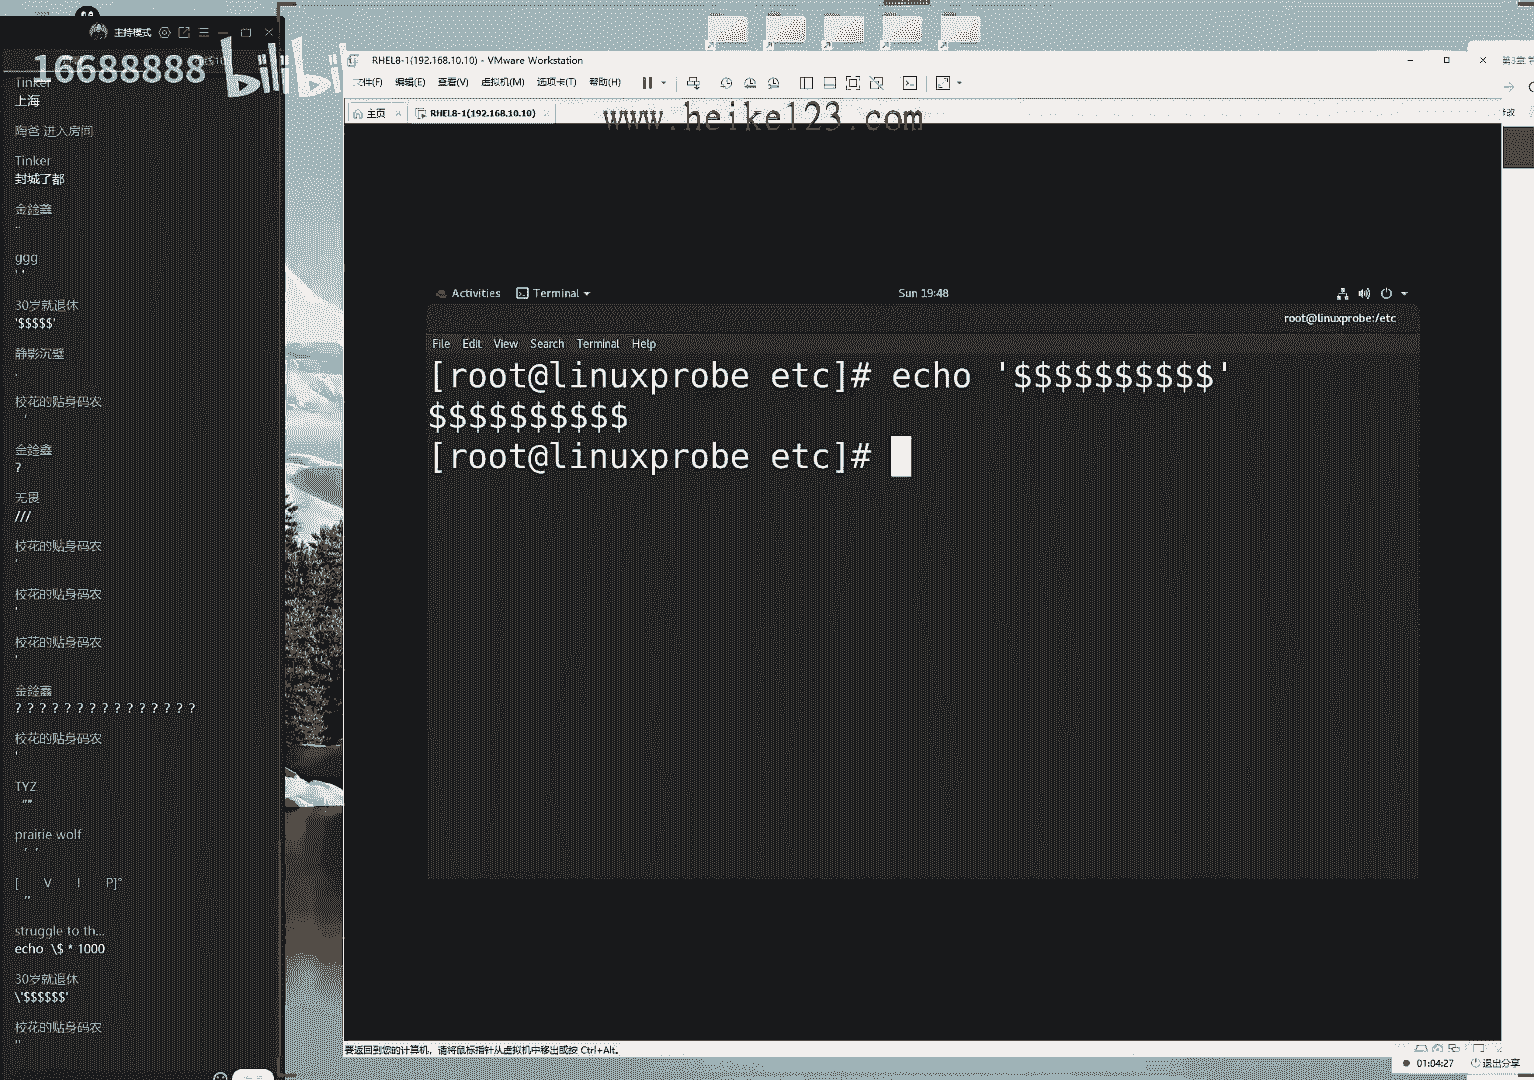 主持模式
16688888
bilibili
Tinker
上海
陶爸 进入房间
Tinker
封城了都
金鑫鑫
..
ggg
' '
30岁就退休
'$$$$$'
静影沉璧
.
校花的贴身码农
'
金鑫鑫
?
无畏
///
校花的贴身码农
'
校花的贴身码农
'
校花的贴身码农
'
金鑫鑫
? ? ? ? ? ? ? ? ? ? ? ? ? ? ?
校花的贴身码农
'
TYZ
“”
prairie wolf
‘ ‘
[ V I P]°
”
struggle to th...
echo \$ * 1000
30岁就退休
\'$$$$$$'
校花的贴身码农
''
RHEL8-1(192.168.10.10) - VMware Workstation
文件(F) 编辑(E) 查看(V) 虚拟机(M) 选项卡(T) 帮助(H)
主页 RHEL8-1(192.168.10.10)
www.heike123.com
Activities Terminal Sun 19:48
root@linuxprobe:/etc
File Edit View Search Terminal Help
[root@linuxprobe etc]# echo '$$$$$$$$$$'
$$$$$$$$$$
[root@linuxprobe etc]#
要返回到您的计算机，请将鼠标指针从虚拟机中移出或按 Ctrl+Alt。
01:04:27 退出分享